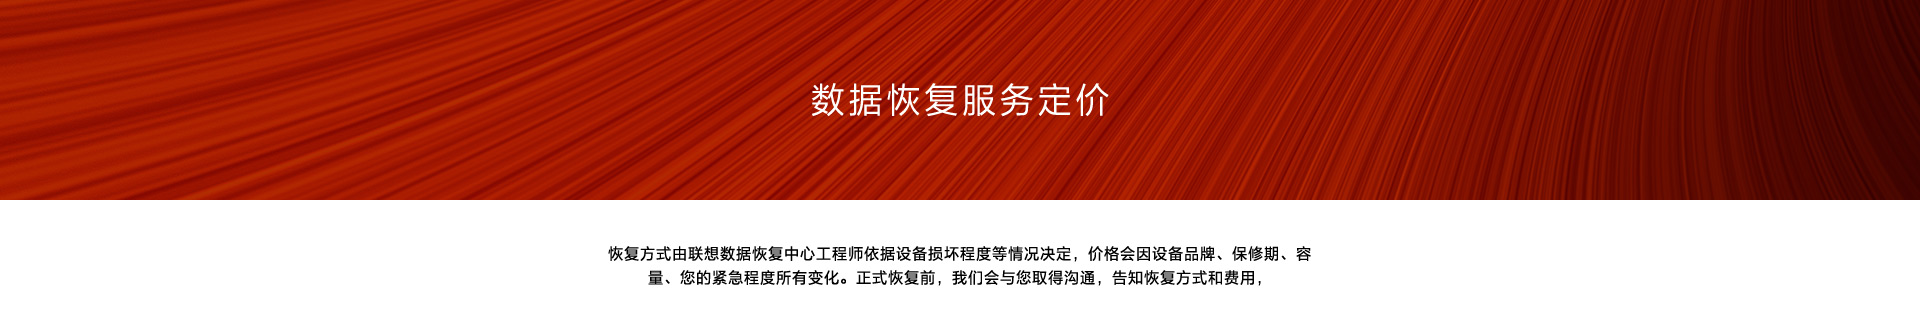 数据恢复服务定价
恢复方式由联想数据恢复中心工程师依据设备损坏程度等情况决定，价格会因设备品牌、保修期、容
量、您的紧急程度所有变化。正式恢复前，我们会与您取得沟通，告知恢复方式和费用，